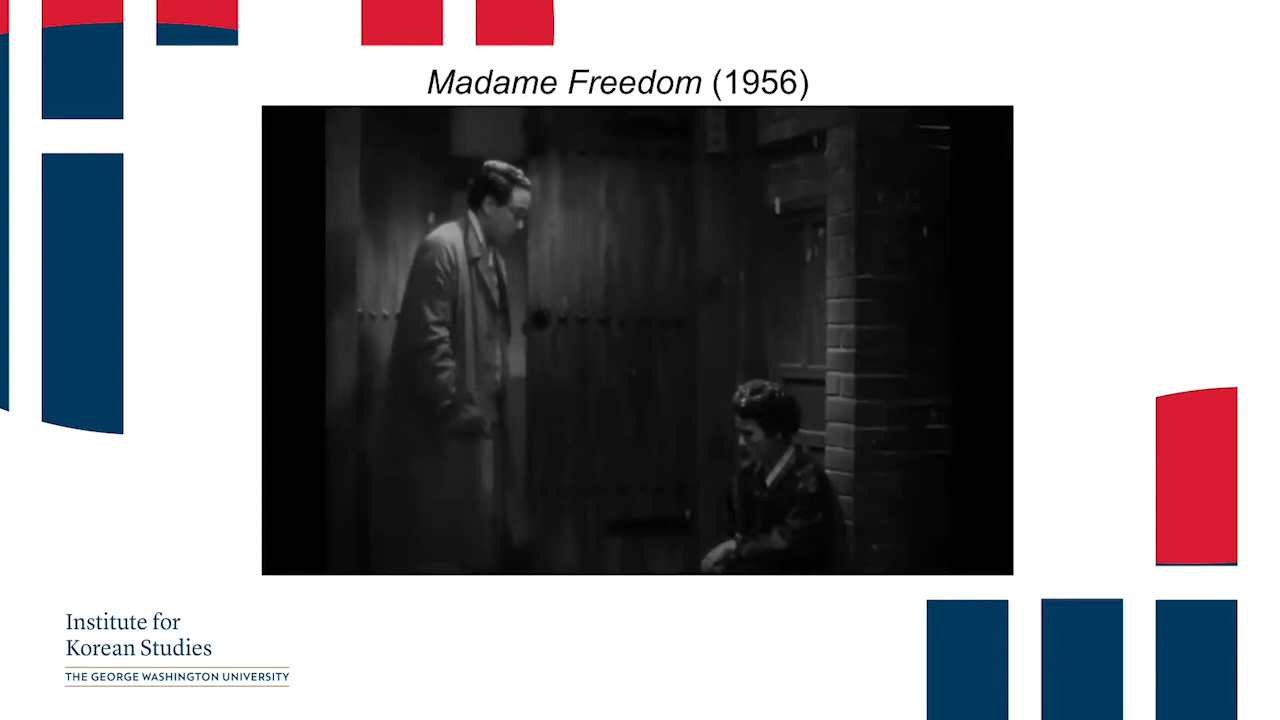 Madame Freedom (1956)
Institute for
Korean Studies
THE GEORGE WASHINGTON UNIVERSITY